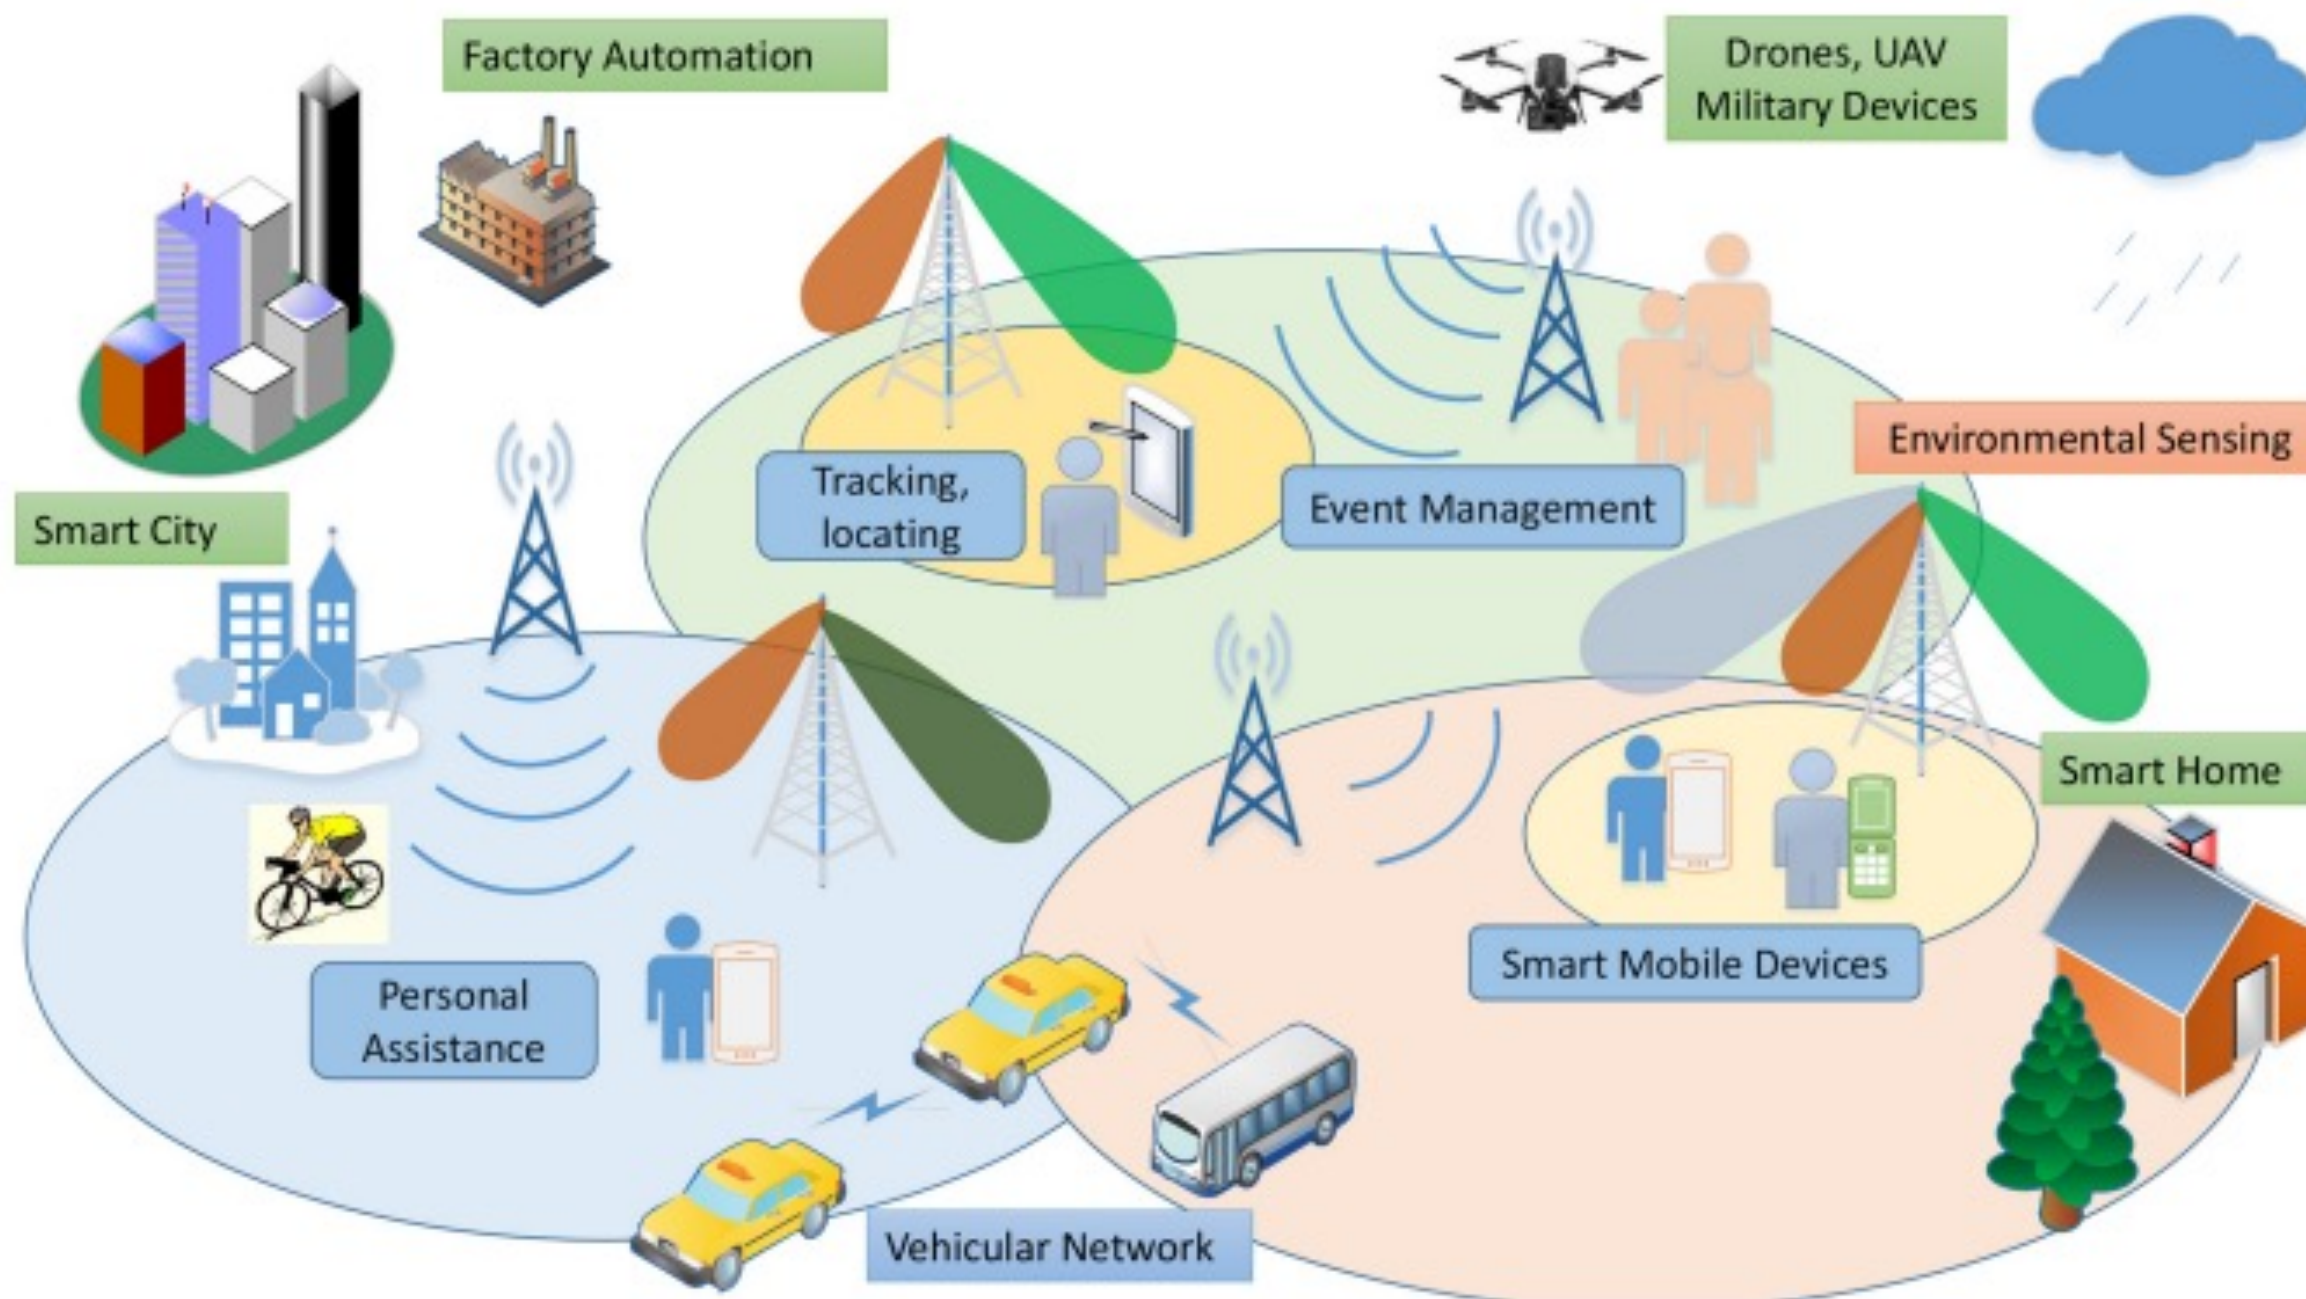 Factory Automation
Drones, UAV
Military Devices
Smart City
Tracking,
locating
Event Management
Environmental Sensing
Smart Home
Smart Mobile Devices
Personal
Assistance
Vehicular Network